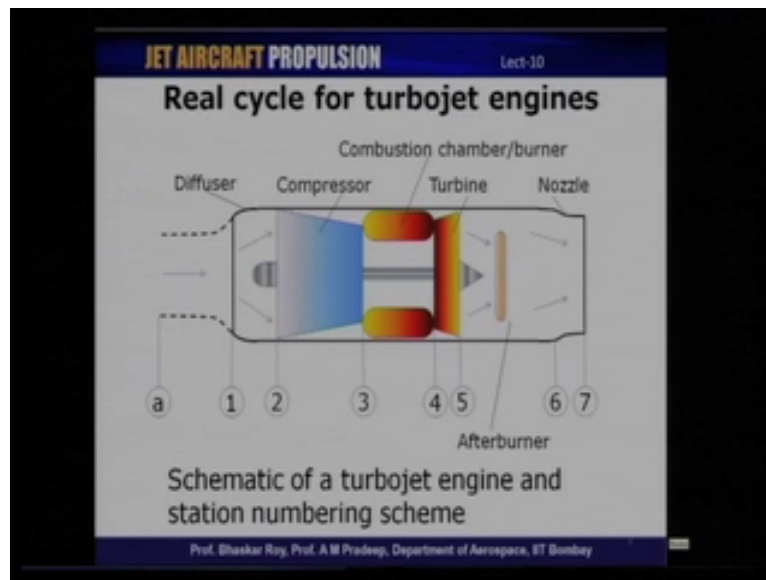 JET AIRCRAFT PROPULSION Lect-10
Real cycle for turbojet engines
Combustion chamber/burner
Diffuser Compressor Turbine Nozzle
a 1 2 3 4 5 6 7
Afterburner
Schematic of a turbojet engine and
station numbering scheme
Prof. Bhaskar Roy, Prof. A M Pradeep, Department of Aerospace, IIT Bombay